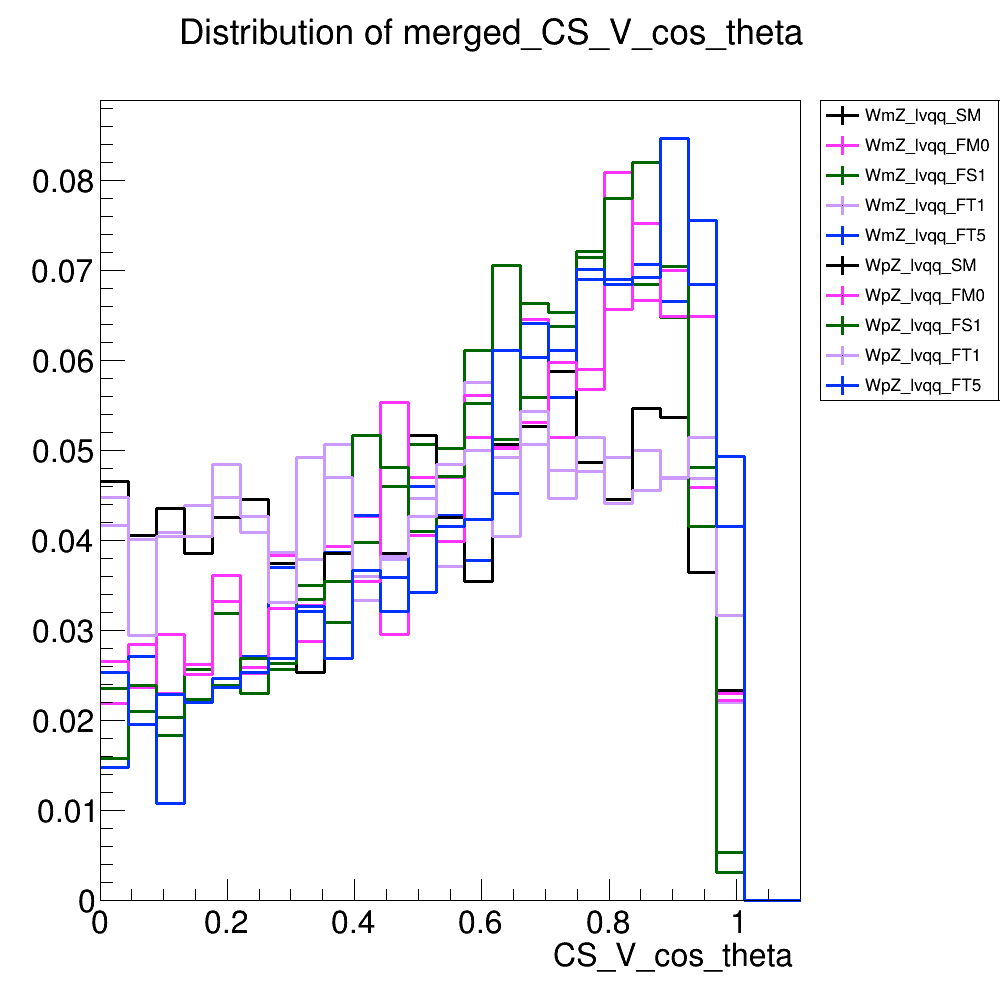 Distribution of merged_CS_V_cos_theta
WmZ_lvqq_SM
WmZ_lvqq_FM0
WmZ_lvqq_FS1
WmZ_lvqq_FT1
WmZ_lvqq_FT5
WpZ_lvqq_SM
WpZ_lvqq_FM0
WpZ_lvqq_FS1
WpZ_lvqq_FT1
WpZ_lvqq_FT5
0.08
0.07
0.06
0.05
0.04
0.03
0.02
0.01
0
0 0.2 0.4 0.6 0.8 1
CS_V_cos_theta